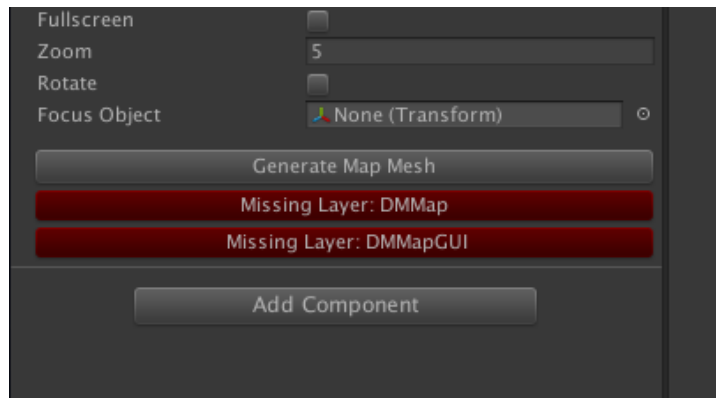 Fullscreen
Zoom 5
Rotate
Focus Object None (Transform)
Generate Map Mesh
Missing Layer: DMMap
Missing Layer: DMMapGUI
Add Component